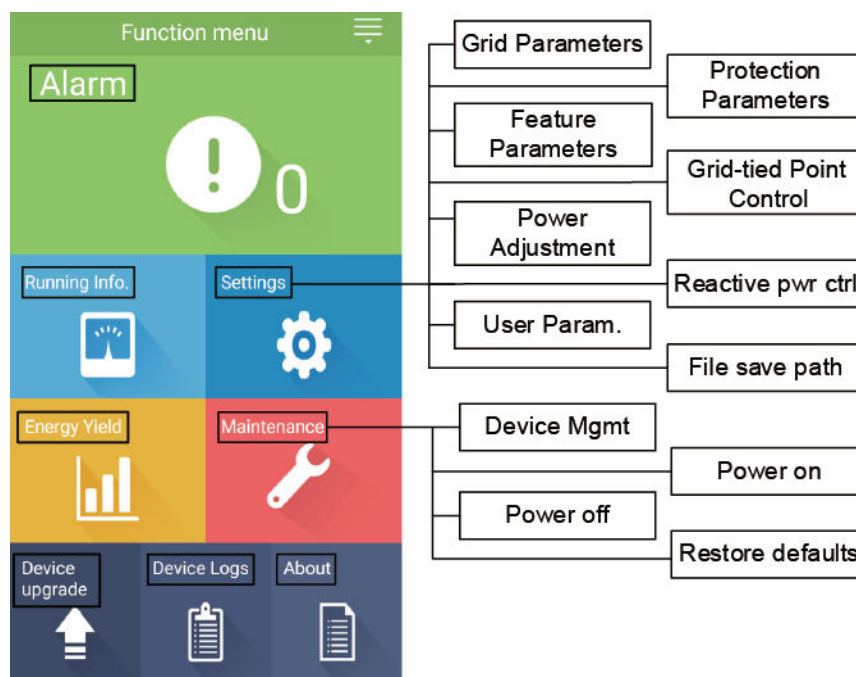 Function menu
Alarm
0
Running Info.
Settings
Energy Yield
Maintenance
Device
upgrade
Device Logs
About
Grid Parameters
Protection
Parameters
Feature
Parameters
Grid-tied Point
Control
Power
Adjustment
Reactive pwr ctrl
User Param.
File save path
Device Mgmt
Power on
Power off
Restore defaults